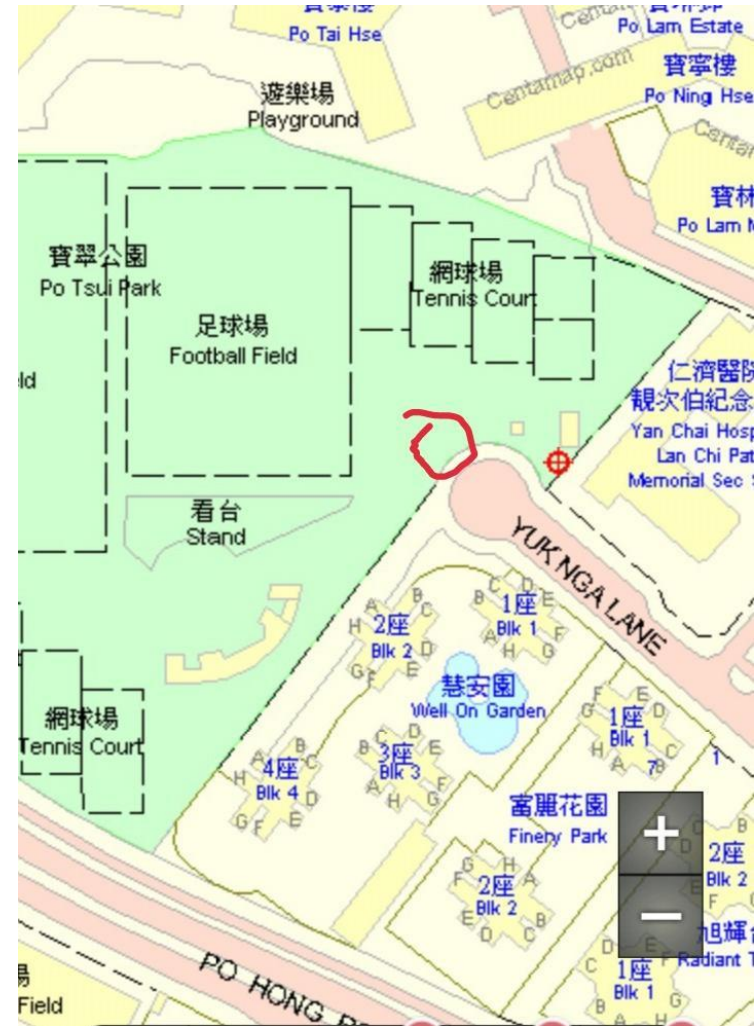 Po Tai Hse
Po Lam Estate
寶寧樓
Po Ning Hse
Centamap.com
遊樂場
Playground
寶林
Po Lam
寶翠公園
Po Tsui Park
網球場
Tennis Court
足球場
Football Field
仁濟醫院
靚次伯紀念
Yan Chai Hosp
Lan Chi Pat
Memorial Sec
看台
Stand
YUK NGA LANE
A B C D E F G H
2座
Blk 2
C D E F G H A B
1座
Blk 1
慧安園
Well On Garden
網球場
Tennis Court
4座
Blk 4
3座
Blk 3
1座
Blk 1
7
1
富麗花園
Finery Park
+
2座
Blk 2
2座
Blk 2
−
旭輝
Radiant T
1座
Blk 1
PO HONG
Field